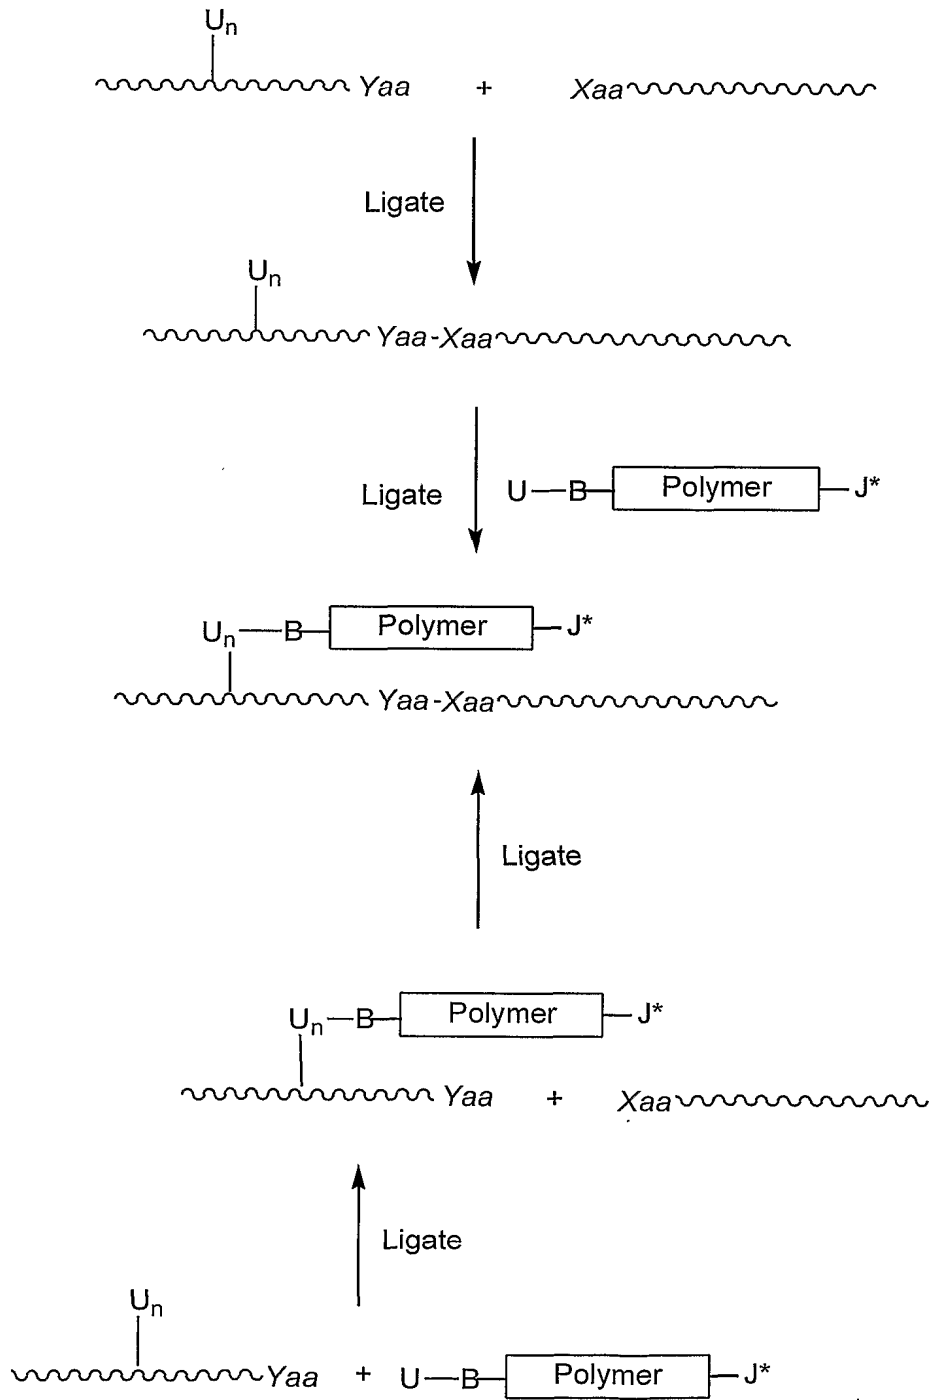 Un
Yaa + Xaa
Ligate
Un
Yaa-Xaa
Ligate U—B—Polymer—J*
Un—B—Polymer—J*
Yaa-Xaa
Ligate
Un—B—Polymer—J*
Yaa + Xaa
Ligate
Un
Yaa + U—B—Polymer—J*